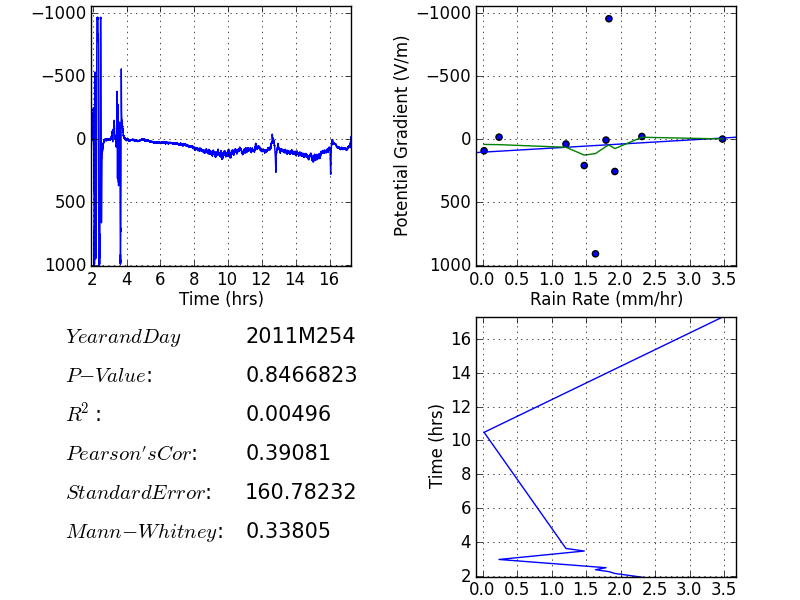 −1000
−500
0
500
1000
2 4 6 8 10 12 14 16
Time (hrs)
Potential Gradient (V/m)
−1000
−500
0
500
1000
0.0 0.5 1.0 1.5 2.0 2.5 3.0 3.5
Rain Rate (mm/hr)
YearandDay 2011M254
P−Value: 0.8466823
R²: 0.00496
Pearson'sCor: 0.39081
StandardError: 160.78232
Mann−Whitney: 0.33805
Time (hrs)
16
14
12
10
8
6
4
2
0.0 0.5 1.0 1.5 2.0 2.5 3.0 3.5